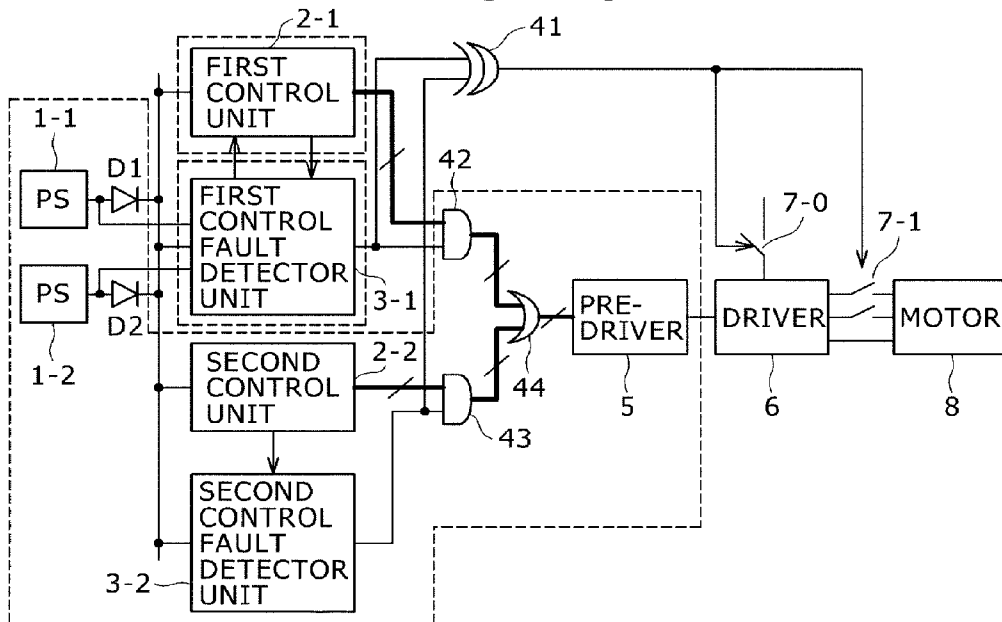 2-1
41
FIRST
CONTROL
UNIT
1-1
D1
42
PS
FIRST
CONTROL
FAULT
DETECTOR
UNIT
7-0
7-1
PS
3-1
PRE-
DRIVER
DRIVER
MOTOR
D2
1-2
SECOND
CONTROL
UNIT
2-2
44
5
6
8
43
SECOND
CONTROL
FAULT
DETECTOR
UNIT
3-2